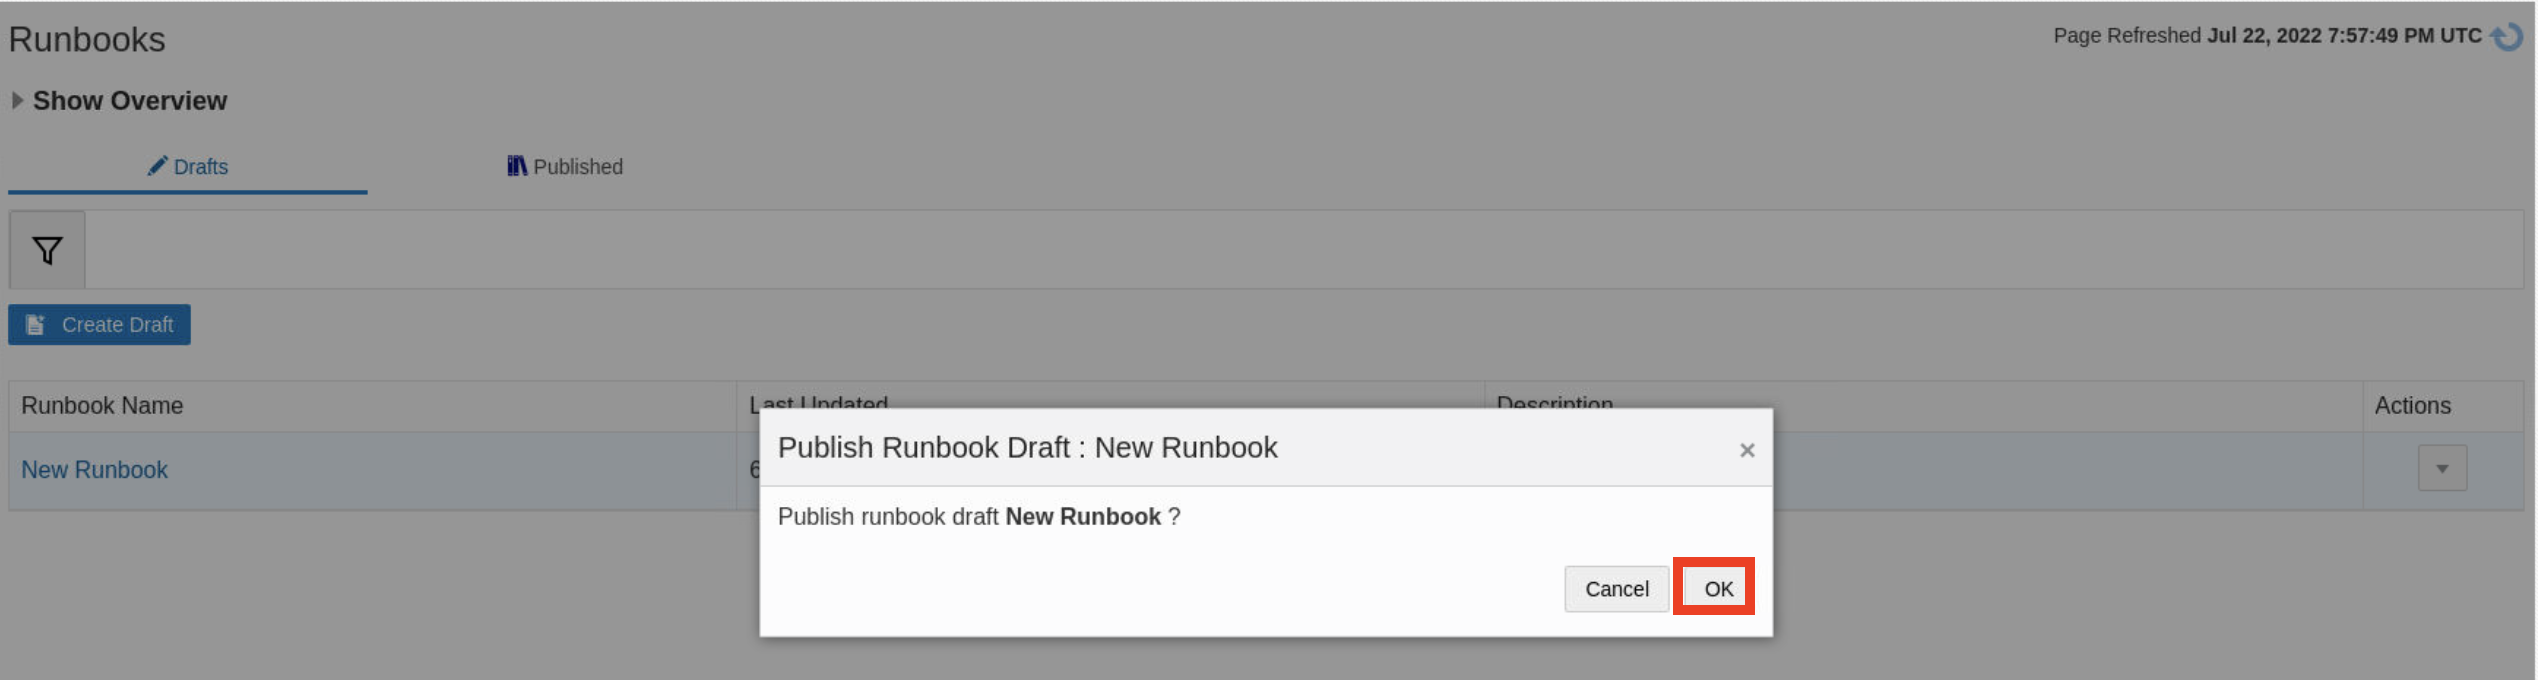 Runbooks
Page Refreshed Jul 22, 2022 7:57:49 PM UTC
Show Overview
Drafts
Published
Create Draft
Runbook Name
Last Updated
Description
Actions
New Runbook
6
Publish Runbook Draft : New Runbook
×
Publish runbook draft New Runbook ?
Cancel
OK